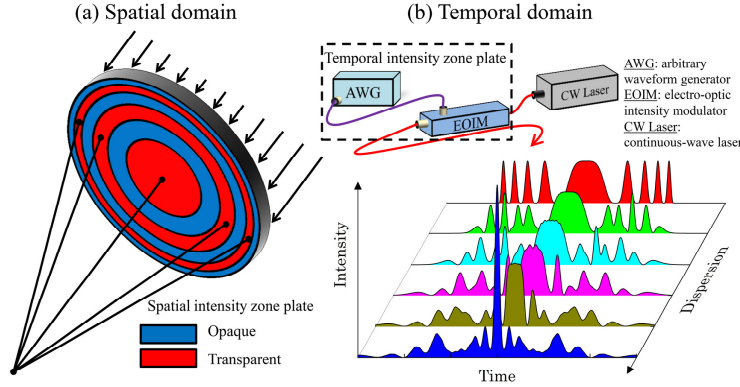 (a) Spatial domain
(b) Temporal domain
Temporal intensity zone plate
AWG
EOIM
CW Laser
AWG: arbitrary
waveform generator
EOIM: electro-optic
intensity modulator
CW Laser:
continuous-wave laser
Spatial intensity zone plate
Opaque
Transparent
Intensity
Time
Dispersion